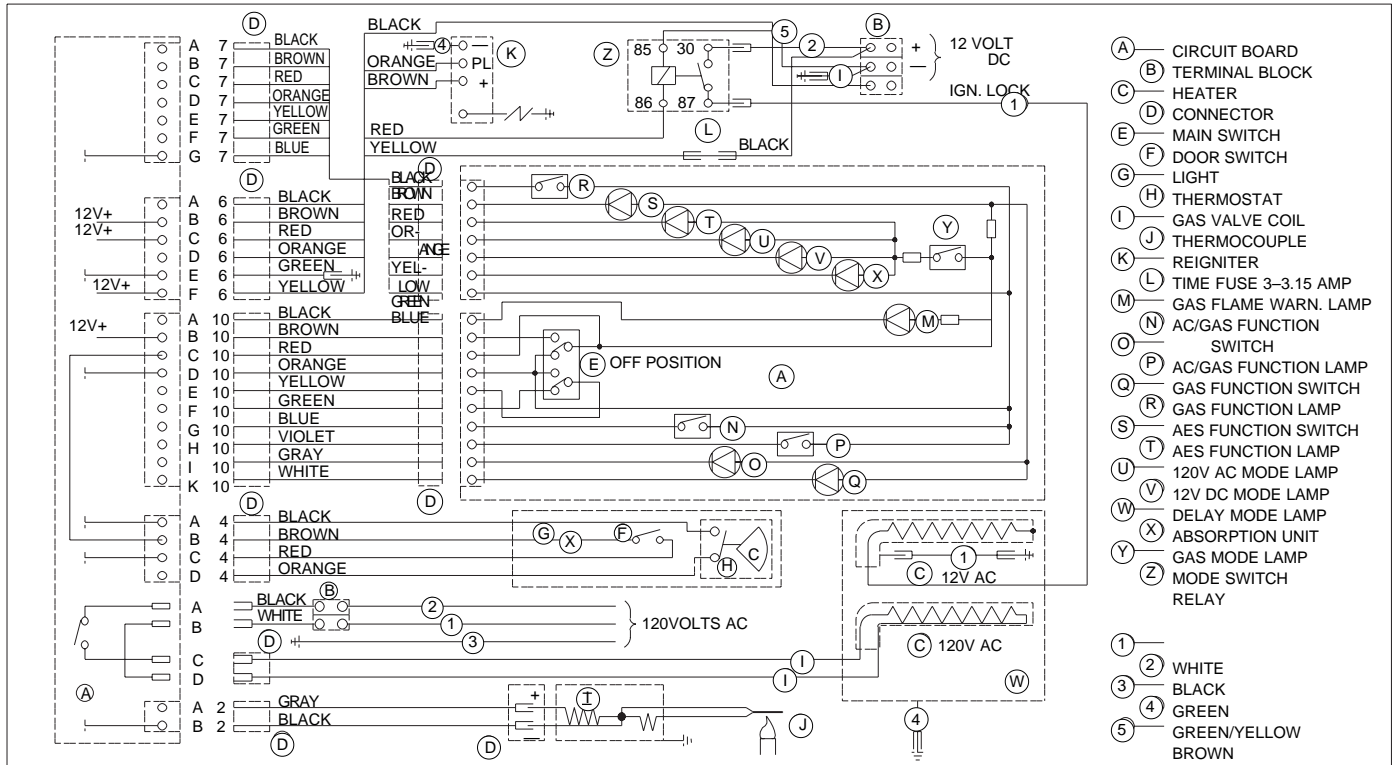 D
A 7 BLACK
B 7 BROWN
C 7 RED
D 7 ORANGE
E 7 YELLOW
F 7 GREEN
G 7 BLUE
D
BLACK
4 —
ORANGE PL
BROWN +
K
RED
YELLOW
Z
85 30
86 87
L
BLACK
5
2
I
B
+
—
12 VOLT
DC
IGN. LOCK
1
12V+
12V+
12V+
A 6 BLACK
B 6 BROWN
C 6 RED
D 6 ORANGE
E 6 GREEN
F 6 YELLOW
D
BLACK
BROWN
RED
OR-
ANGE
YEL-
LOW
GREEN
BLUE
R
S
T
U
V
X
Y
M
12V+
A 10 BLACK
B 10 BROWN
C 10 RED
D 10 ORANGE
E 10 YELLOW
F 10 GREEN
G 10 BLUE
H 10 VIOLET
I 10 GRAY
K 10 WHITE
E OFF POSITION
A
N
P
O
Q
D
D
A 4 BLACK
B 4 BROWN
C 4 RED
D 4 ORANGE
G X F
H C
C 1
12V AC
C 120V AC
W
4
A BLACK B 2
B WHITE 1
3
120VOLTS AC
D
C I
D I
A
A 2 GRAY
B 2 BLACK
D
D
+
—
I
J
A CIRCUIT BOARD
B TERMINAL BLOCK
C HEATER
D CONNECTOR
E MAIN SWITCH
F DOOR SWITCH
G LIGHT
H THERMOSTAT
I GAS VALVE COIL
J THERMOCOUPLE
K REIGNITER
L TIME FUSE 3–3.15 AMP
M GAS FLAME WARN. LAMP
N AC/GAS FUNCTION
O SWITCH
P AC/GAS FUNCTION LAMP
Q GAS FUNCTION SWITCH
R GAS FUNCTION LAMP
S AES FUNCTION SWITCH
T AES FUNCTION LAMP
U 120V AC MODE LAMP
V 12V DC MODE LAMP
W DELAY MODE LAMP
X ABSORPTION UNIT
Y GAS MODE LAMP
Z MODE SWITCH
RELAY
1
2 WHITE
3 BLACK
4 GREEN
5 GREEN/YELLOW
BROWN